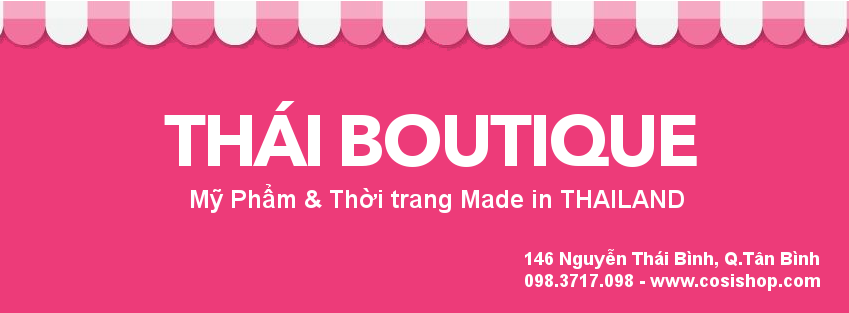 THÁI BOUTIQUE
Mỹ Phẩm & Thời trang Made in THAILAND
146 Nguyễn Thái Bình, Q.Tân Bình
098.3717.098 - www.cosishop.com